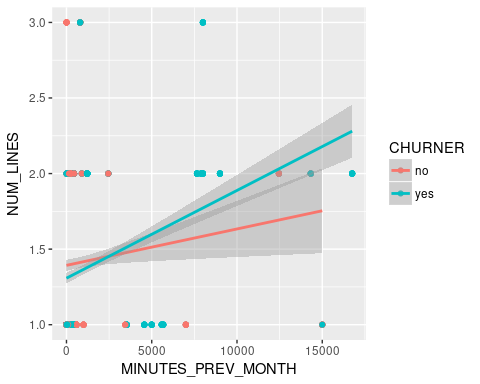 3.0
2.5
2.0
1.5
1.0
NUM_LINES
0
5000
10000
15000
MINUTES_PREV_MONTH
CHURNER
no
yes